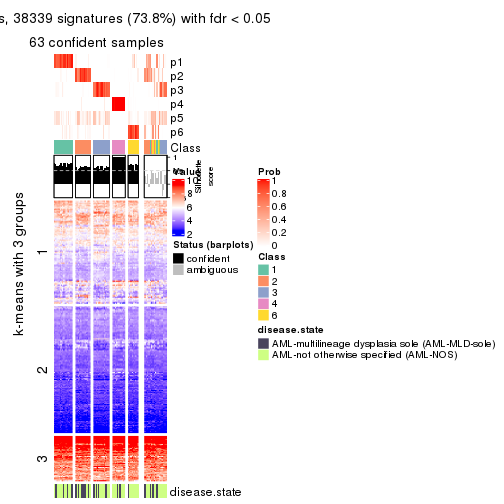 s, 38339 signatures (73.8%) with fdr < 0.05
63 confident samples
p1
p2
p3
p4
p5
p6
Class
1
Silhouette
score
k-means with 3 groups
1
2
3
disease.state
Value
10
8
6
4
2
Status (barplots)
confident
ambiguous
Prob
1
0.8
0.6
0.4
0.2
0
Class
1
2
3
4
6
disease.state
AML-multilineage dysplasia sole (AML-MLD-sole)
AML-not otherwise specified (AML-NOS)